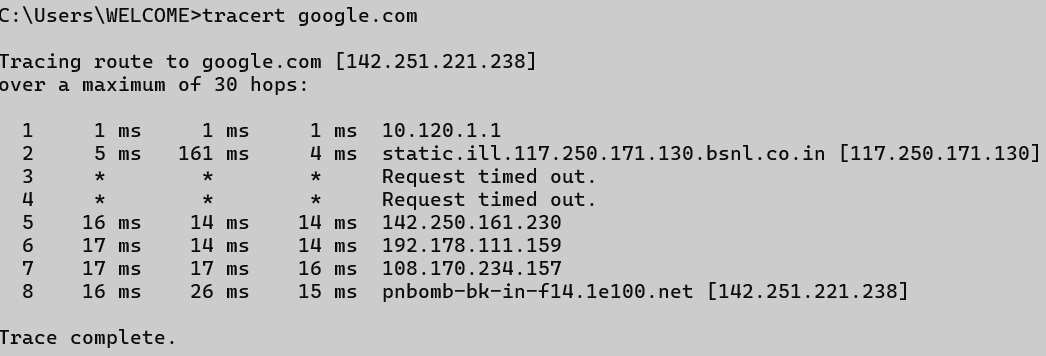 C:\Users\WELCOME>tracert google.com
Tracing route to google.com [142.251.221.238]
over a maximum of 30 hops:
1 1 ms 1 ms 1 ms 10.120.1.1
2 5 ms 161 ms 4 ms static.ill.117.250.171.130.bsnl.co.in [117.250.171.130]
3 * * * Request timed out.
4 * * * Request timed out.
5 16 ms 14 ms 14 ms 142.250.161.230
6 17 ms 14 ms 14 ms 192.178.111.159
7 17 ms 17 ms 16 ms 108.170.234.157
8 16 ms 26 ms 15 ms pnbomb-bk-in-f14.1e100.net [142.251.221.238]
Trace complete.